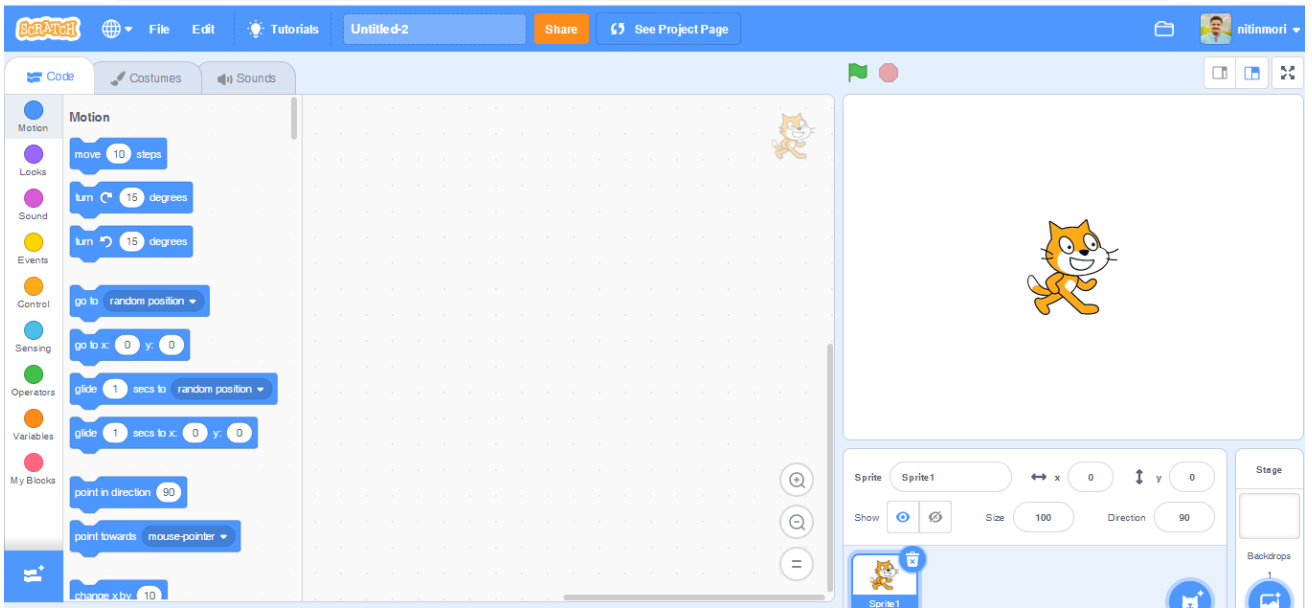 SCRATCH File Edit Tutorials Untitled-2 Share See Project Page nitinmori
Code Costumes Sounds
Motion
Looks
Sound
Events
Control
Sensing
Operators
Variables
My Blocks
Motion
move 10 steps
turn 15 degrees
turn 15 degrees
go to random position
go to x: 0 y: 0
glide 1 secs to random position
glide 1 secs to x: 0 y: 0
point in direction 90
point towards mouse-pointer
change x by 10
Sprite Sprite1 x 0 y 0
Show Size 100 Direction 90
Sprite1
Stage
Backdrops
1